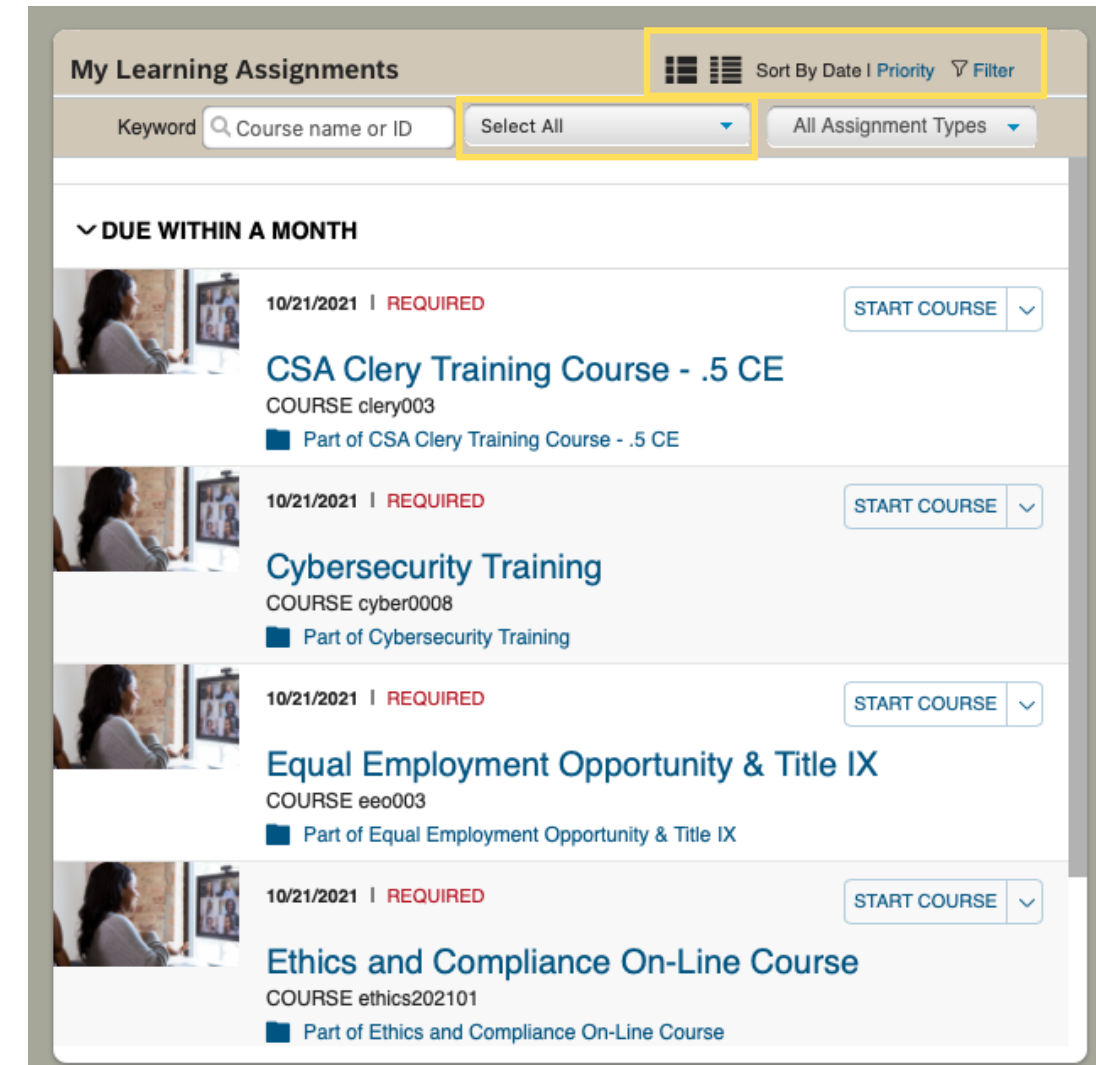 My Learning Assignments
Sort By Date I Priority Filter
Keyword Course name or ID Select All All Assignment Types
DUE WITHIN A MONTH
10/21/2021 | REQUIRED START COURSE
CSA Clery Training Course - .5 CE
COURSE clery003
Part of CSA Clery Training Course - .5 CE
10/21/2021 | REQUIRED START COURSE
Cybersecurity Training
COURSE cyber0008
Part of Cybersecurity Training
10/21/2021 | REQUIRED START COURSE
Equal Employment Opportunity & Title IX
COURSE eeo003
Part of Equal Employment Opportunity & Title IX
10/21/2021 | REQUIRED START COURSE
Ethics and Compliance On-Line Course
COURSE ethics202101
Part of Ethics and Compliance On-Line Course